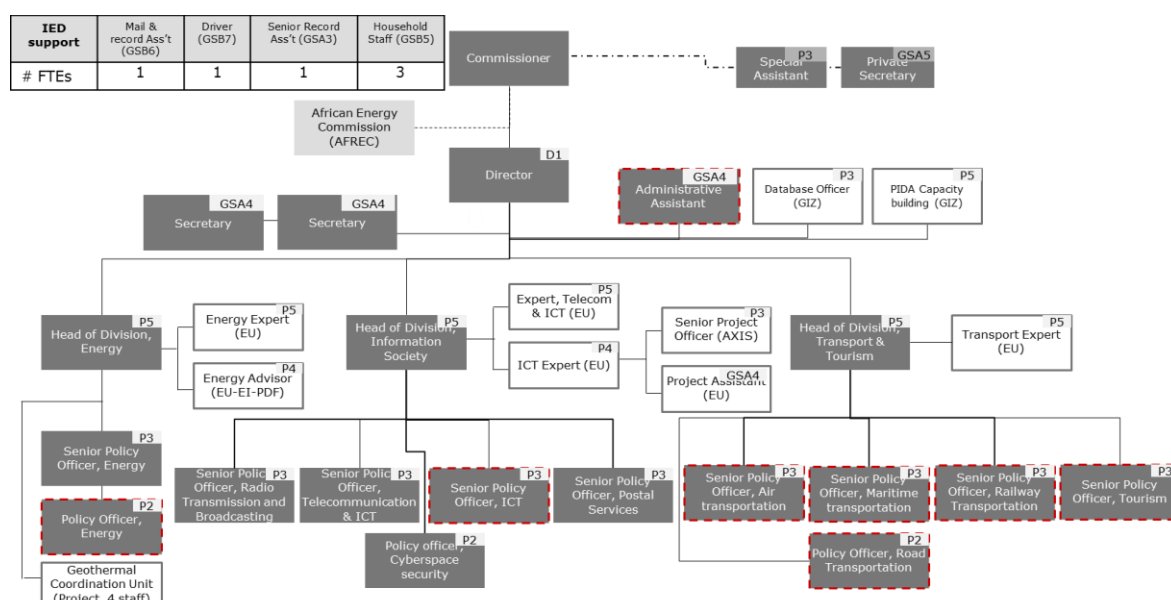 IED support
Mail & record Ass't (GSB6)
Driver (GSB7)
Senior Record Ass't (GSA3)
Household Staff (GSB5)
# FTEs
1
1
1
3
Commissioner
P3
Special
Assistant
GSA5
Private
Secretary
African Energy
Commission
(AFREC)
D1
Director
GSA4
Secretary
GSA4
Secretary
GSA4
Administrative
Assistant
P3
Database Officer
(GIZ)
P5
PIDA Capacity
building (GIZ)
P5
Head of Division,
Energy
P5
Energy Expert
(EU)
P4
Energy Advisor
(EU-EI-PDF)
P5
Head of Division,
Information
Society
P5
Expert, Telecom
& ICT (EU)
P4
ICT Expert (EU)
P3
Senior Project
Officer (AXIS)
GSA4
Project Assistant
(EU)
P5
Head of Division,
Transport &
Tourism
P5
Transport Expert
(EU)
P3
Senior Policy
Officer, Energy
P2
Policy Officer,
Energy
Geothermal
Coordination Unit
(Project, 4 staff)
P3
Senior Policy
Officer, Radio
Transmission and
Broadcasting
P3
Senior Policy
Officer,
Telecommunication
& ICT
P3
Senior Policy
Officer, ICT
P3
Senior Policy
Officer, Postal
Services
P2
Policy officer,
Cyberspace
security
P3
Senior Policy
Officer, Air
transportation
P3
Senior Policy
Officer, Maritime
transportation
P3
Senior Policy
Officer, Railway
Transportation
P3
Senior Policy
Officer, Tourism
P2
Policy Officer, Road
Transportation